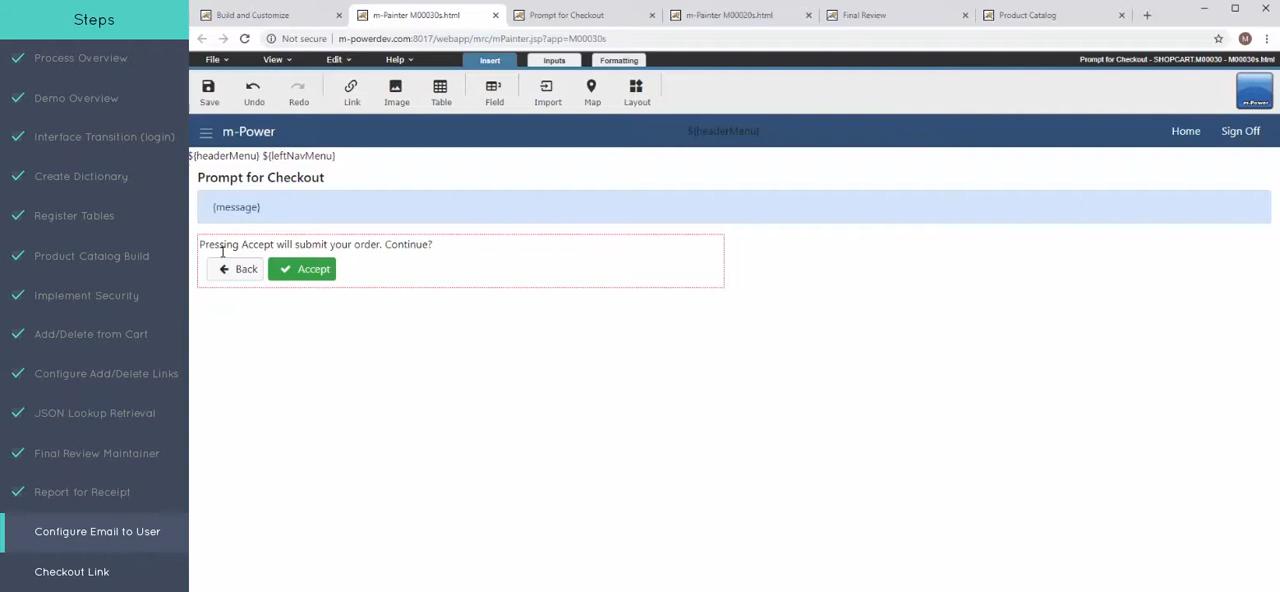 Steps
Process Overview
Demo Overview
Interface Transition (login)
Create Dictionary
Register Tables
Product Catalog Build
Implement Security
Add/Delete from Cart
Configure Add/Delete Links
JSON Lookup Retrieval
Final Review Maintainer
Report for Receipt
Configure Email to User
Checkout Link
Build and Customize
m-Painter M00030s.html
Prompt for Checkout
m-Painter M00020s.html
Final Review
Product Catalog
Not secure
m-powerdev.com:8017/webapp/mrc/mPainter.jsp?app=M00030s
M
File View Edit Help Insert Inputs Formatting
Prompt for Checkout - SHOPCART.M00030 - M00030s.html
Save Undo Redo Link Image Table Field Import Map Layout
m-Power
m-Power
${headerMenu}
Home Sign Off
${headerMenu} ${leftNavMenu}
Prompt for Checkout
{message}
Pressing Accept will submit your order. Continue?
Back Accept